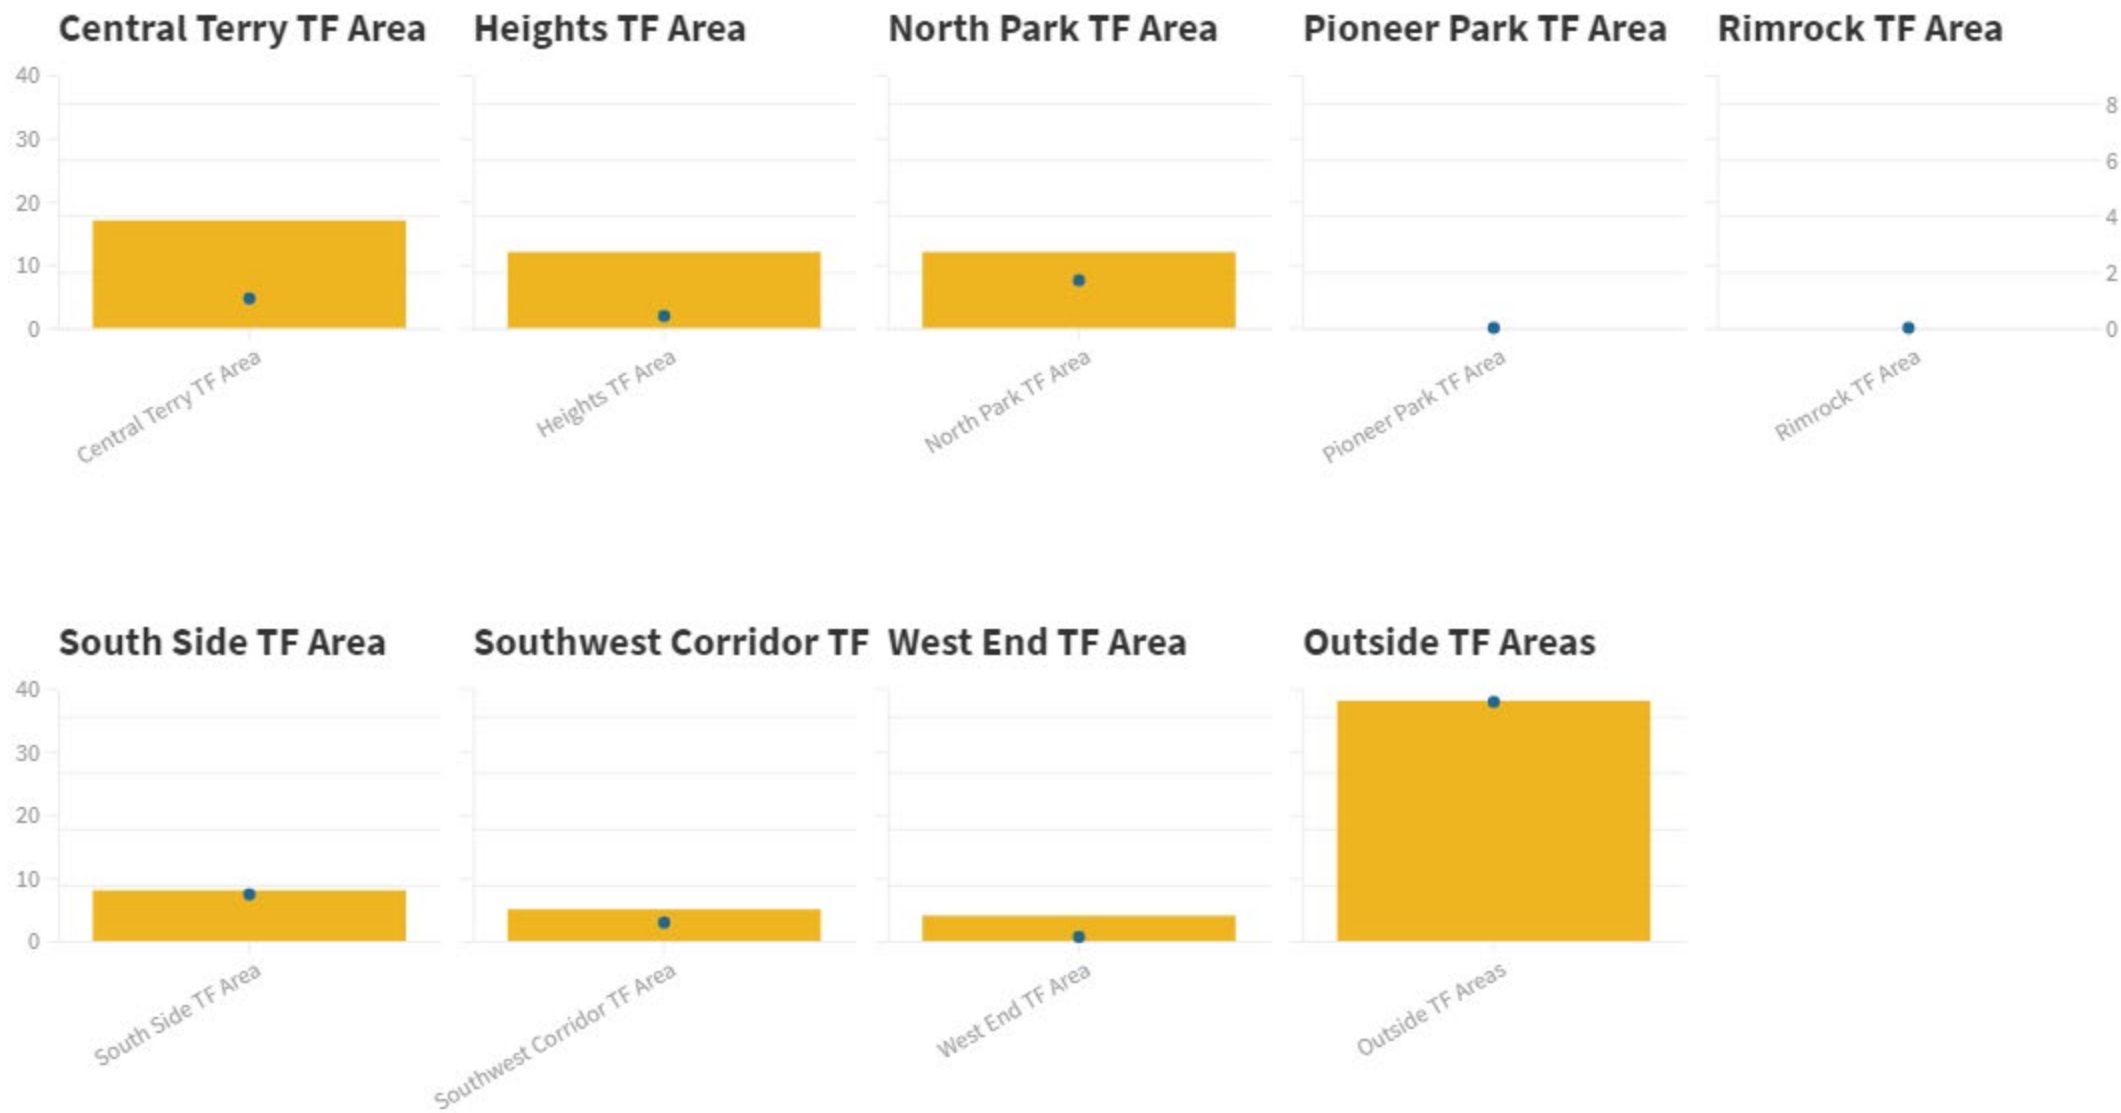 Central Terry TF Area
Heights TF Area
North Park TF Area
Pioneer Park TF Area
Rimrock TF Area
40
30
20
10
0
8
6
4
2
0
Central Terry TF Area
Heights TF Area
North Park TF Area
Pioneer Park TF Area
Rimrock TF Area
South Side TF Area
Southwest Corridor TF
West End TF Area
Outside TF Areas
40
30
20
10
0
South Side TF Area
Southwest Corridor TF Area
West End TF Area
Outside TF Areas